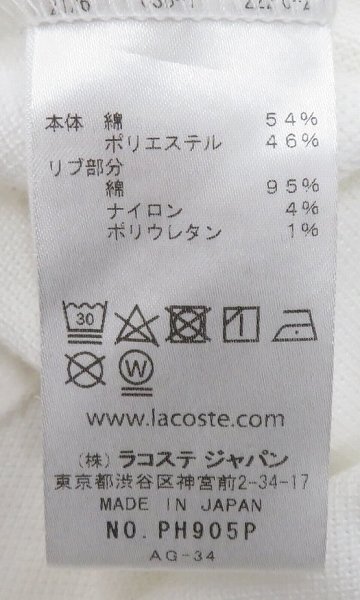 本体 綿 54%
ポリエステル 46%
リブ部分
綿 95%
ナイロン 4%
ポリウレタン 1%
30
W
www.lacoste.com
(株) ラコステ ジャパン
東京都渋谷区神宮前2-34-17
MADE IN JAPAN
NO. PH905P
AG-34